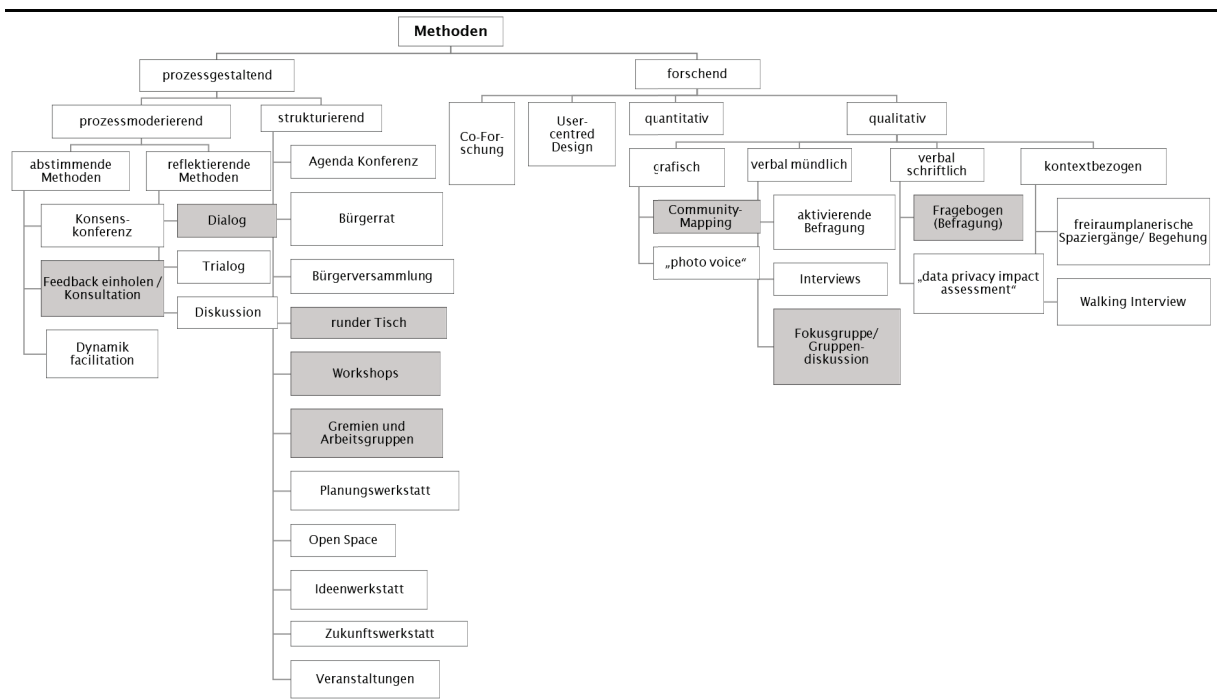 Methoden
prozessgestaltend
forschend
prozessmoderierend
strukturierend
Co-For-
schung
User-
centred
Design
quantitativ
qualitativ
abstimmende
Methoden
reflektierende
Methoden
Konsens-
konferenz
Feedback einholen /
Konsultation
Dynamik
facilitation
Dialog
Trialog
Diskussion
Agenda Konferenz
Bürgerrat
Bürgerversammlung
runder Tisch
Workshops
Gremien und
Arbeitsgruppen
Planungswerkstatt
Open Space
Ideenwerkstatt
Zukunftswerkstatt
Veranstaltungen
grafisch
verbal mündlich
verbal
schriftlich
kontextbezogen
Community-
Mapping
„photo voice“
aktivierende
Befragung
Interviews
Fokusgruppe/
Gruppen-
diskussion
Fragebogen
(Befragung)
„data privacy impact
assessment“
freiraumplanerische
Spaziergänge/ Begehung
Walking Interview